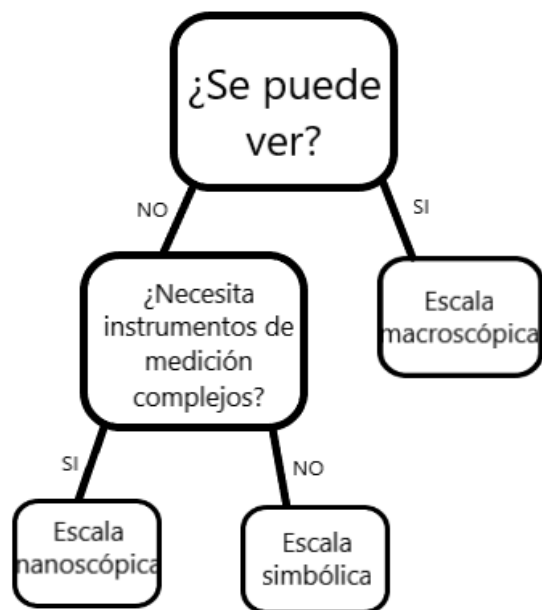 ¿Se puede
ver?
NO
SI
¿Necesita
instrumentos de
medición
complejos?
Escala
macroscópica
SI
NO
Escala
nanoscópica
Escala
simbólica